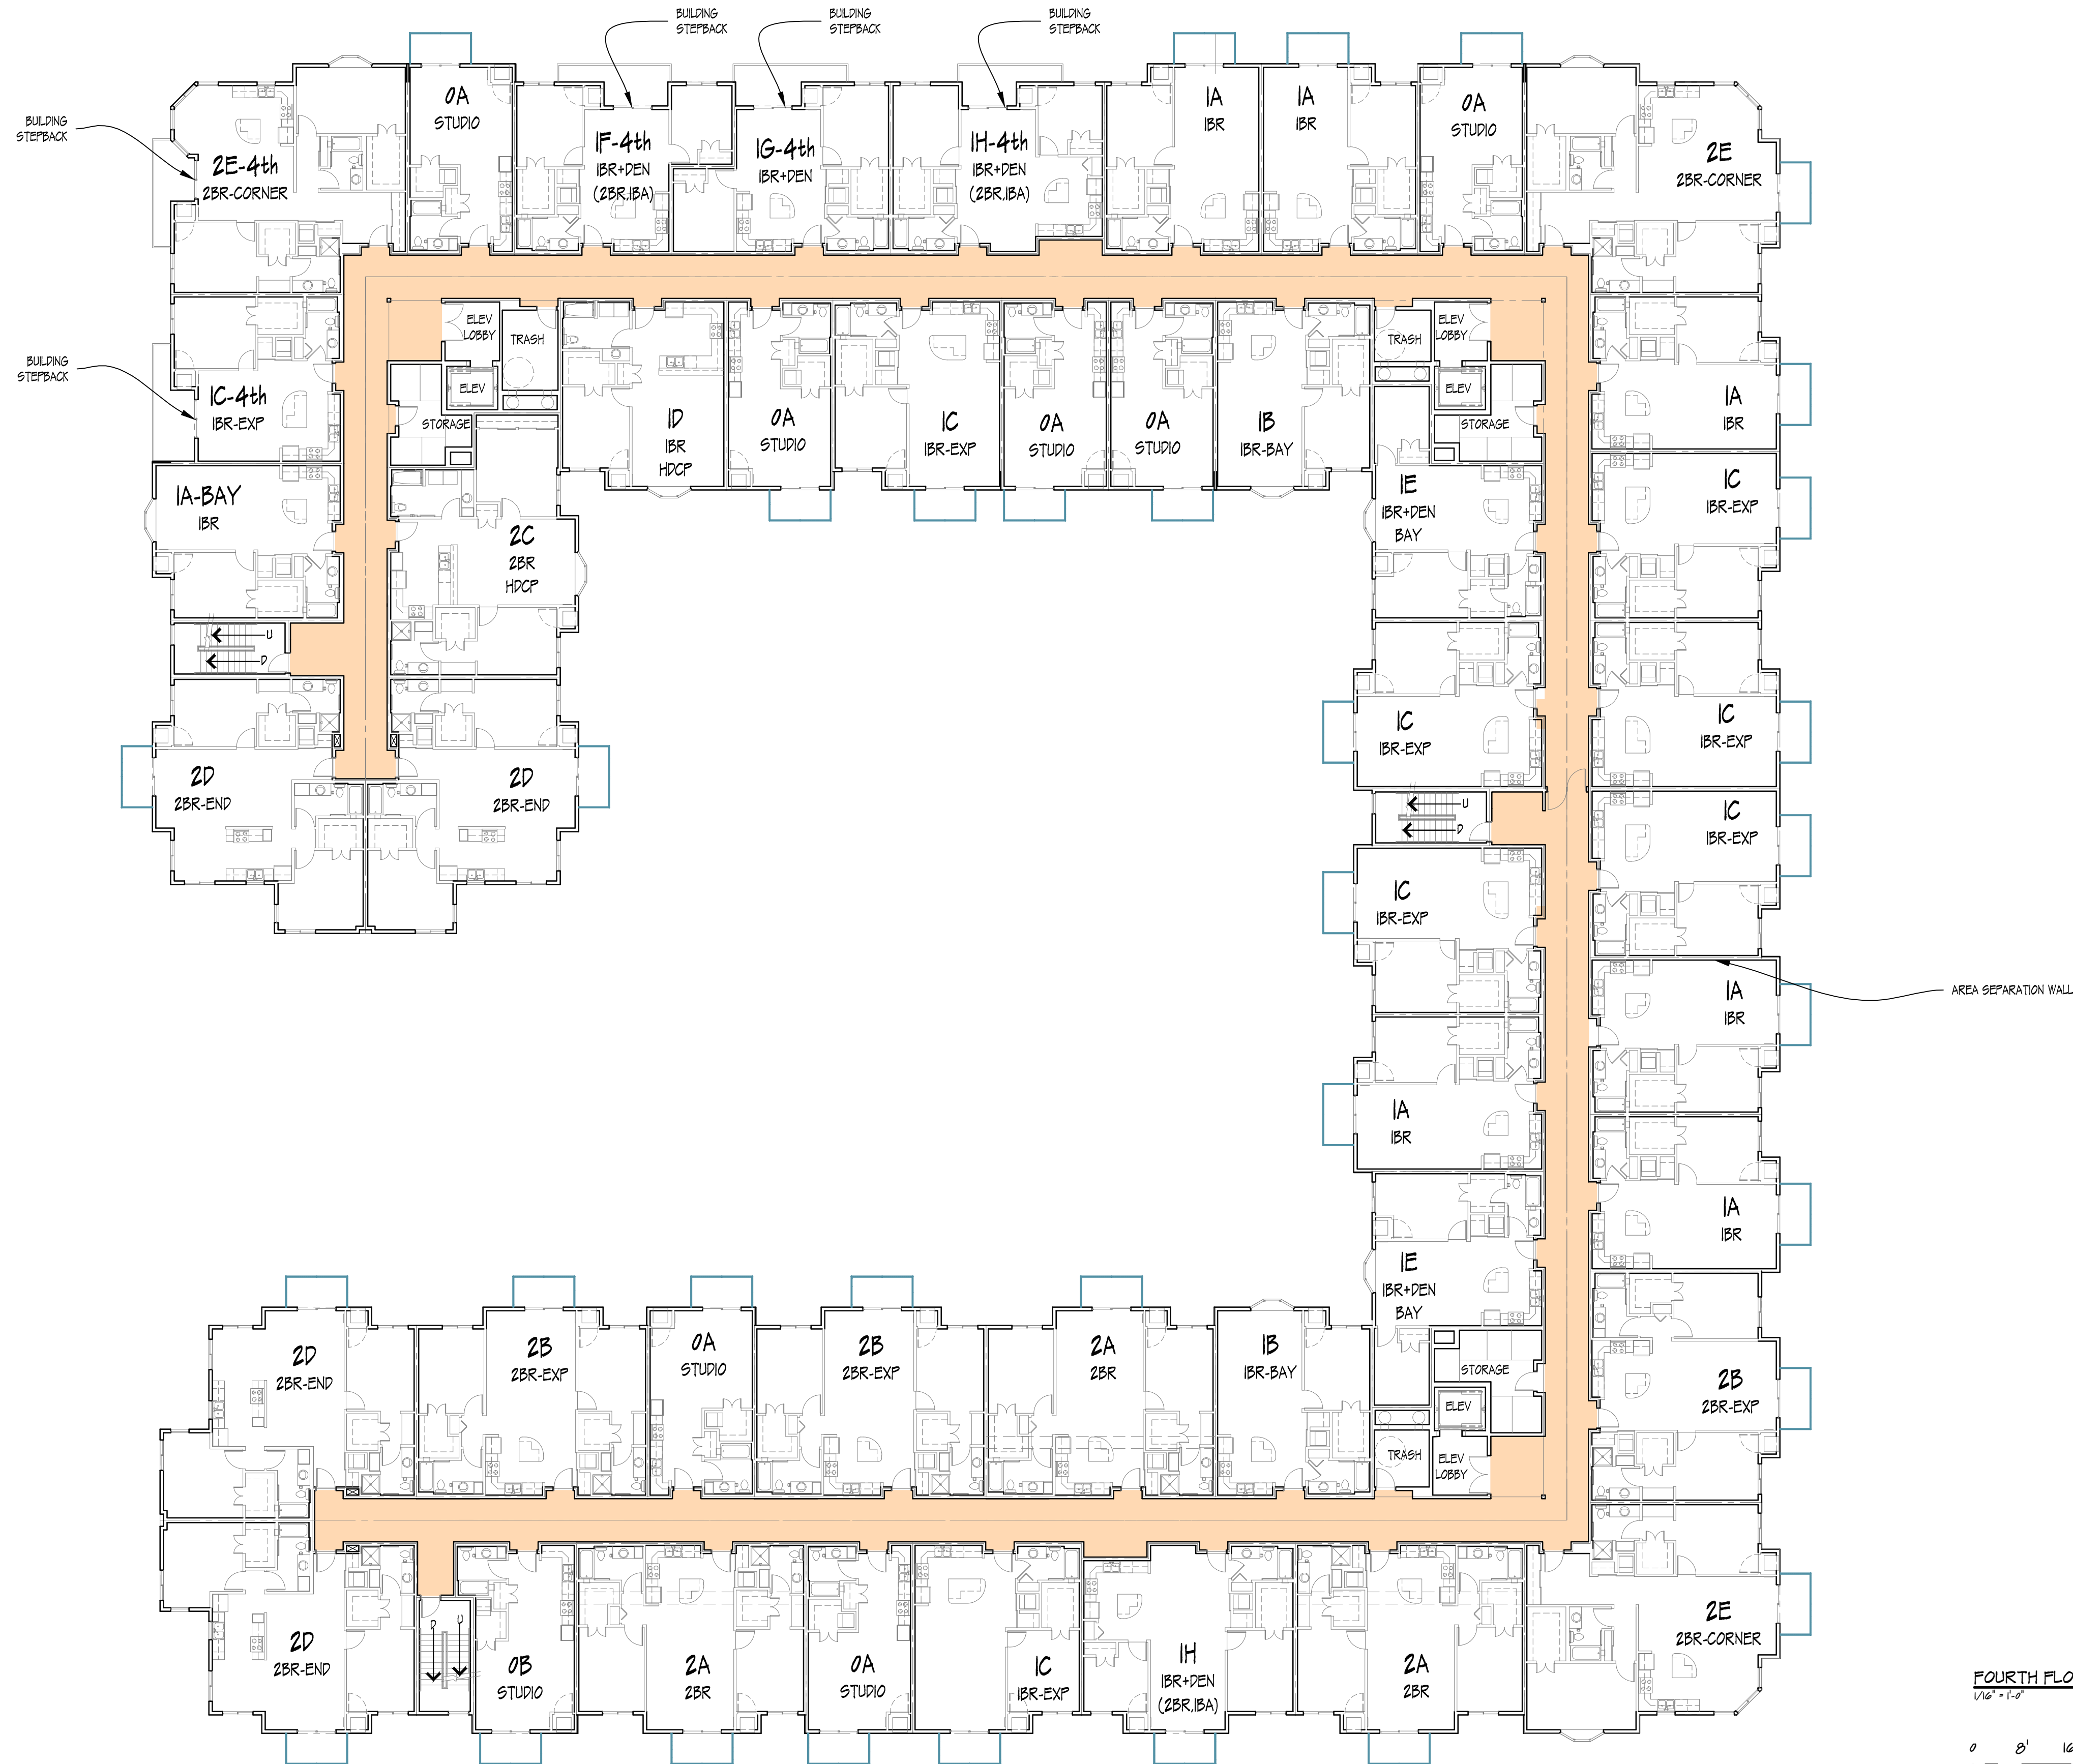 BUILDING
STEPBACK
BUILDING
STEPBACK
BUILDING
STEPBACK
BUILDING
STEPBACK
2E-4th
2BR-CORNER
0A
STUDIO
1F-4th
1BR+DEN
(2BR,1BA)
1G-4th
1BR+DEN
1H-4th
1BR+DEN
(2BR,1BA)
1A
1BR
1A
1BR
0A
STUDIO
2E
2BR-CORNER
BUILDING
STEPBACK
1C-4th
1BR-EXP
ELEV
LOBBY
TRASH
ELEV
STORAGE
1D
1BR
HDCP
0A
STUDIO
1C
1BR-EXP
0A
STUDIO
0A
STUDIO
1B
1BR-BAY
TRASH
ELEV
LOBBY
ELEV
STORAGE
1A
1BR
1A-BAY
1BR
2C
2BR
HDCP
1E
1BR+DEN
BAY
1C
1BR-EXP
U
D
1C
1BR-EXP
1C
1BR-EXP
2D
2BR-END
2D
2BR-END
U
D
1C
1BR-EXP
1C
1BR-EXP
1A
1BR
AREA SEPARATION WALL
1A
1BR
1A
1BR
1E
1BR+DEN
BAY
2D
2BR-END
2B
2BR-EXP
0A
STUDIO
2B
2BR-EXP
2A
2BR
1B
1BR-BAY
STORAGE
ELEV
TRASH
ELEV
LOBBY
2B
2BR-EXP
2D
2BR-END
D
U
0B
STUDIO
2A
2BR
0A
STUDIO
1C
1BR-EXP
1H
1BR+DEN
(2BR,1BA)
2A
2BR
2E
2BR-CORNER
FOURTH FLO
1/16" = 1'-0"
0 8' 16